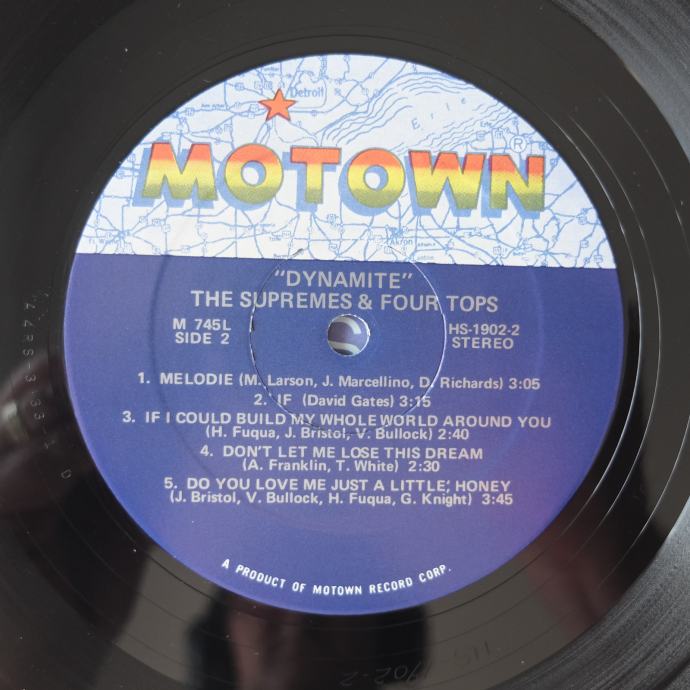 Detroit
Erie
MOTOWN®
Akron
"DYNAMITE"
THE SUPREMES & FOUR TOPS
M 745L HS-1902-2
SIDE 2 STEREO
1. MELODIE (M. Larson, J. Marcellino, D. Richards) 3:05
2. IF (David Gates) 3:15
3. IF I COULD BUILD MY WHOLE WORLD AROUND YOU
(H. Fuqua, J. Bristol, V. Bullock) 2:40
4. DON'T LET ME LOSE THIS DREAM
(A. Franklin, T. White) 2:30
5. DO YOU LOVE ME JUST A LITTLE, HONEY
(J. Bristol, V. Bullock, H. Fuqua, G. Knight) 3:45
A PRODUCT OF MOTOWN RECORD CORP.